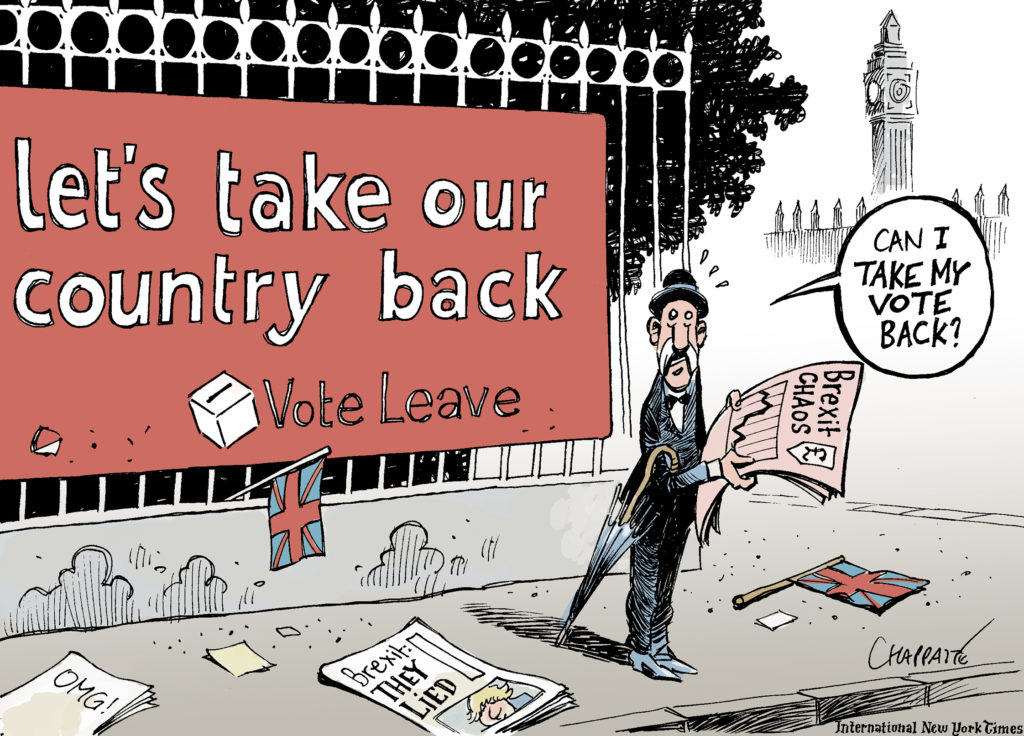 let's take our
country back
Vote Leave
CAN I
TAKE MY
VOTE
BACK?
Brexit
CHAOS
£
OMG!
Brexit:
THEY
LiED
CHAPPATTE
International New York Times